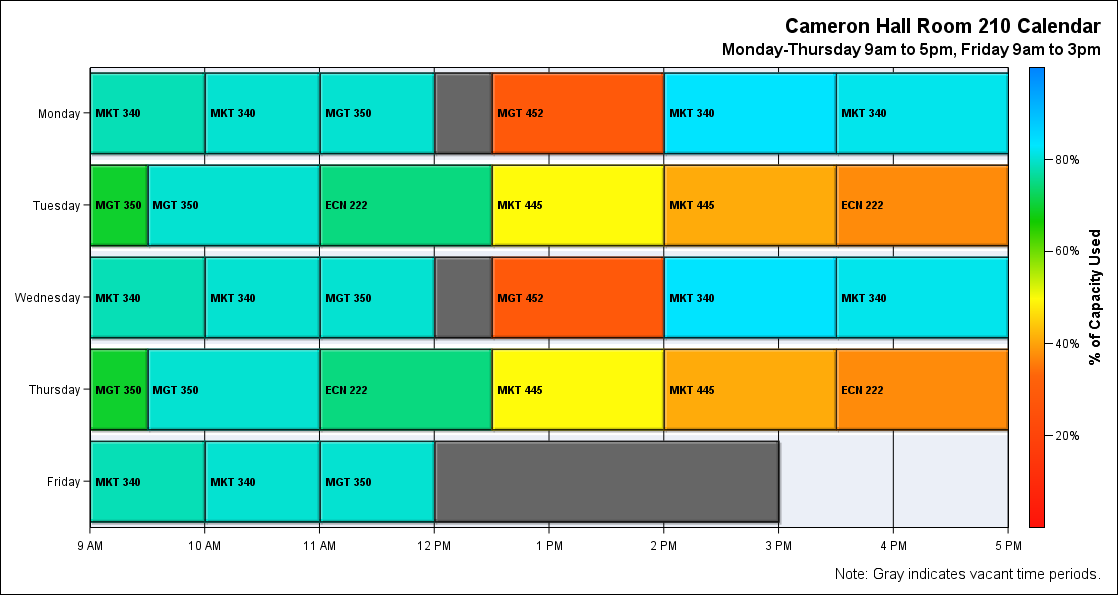 Cameron Hall Room 210 Calendar
Monday-Thursday 9am to 5pm, Friday 9am to 3pm
Monday
MKT 340
MKT 340
MGT 350
MGT 452
MKT 340
MKT 340
Tuesday
MGT 350
MGT 350
ECN 222
MKT 445
MKT 445
ECN 222
Wednesday
MKT 340
MKT 340
MGT 350
MGT 452
MKT 340
MKT 340
Thursday
MGT 350
MGT 350
ECN 222
MKT 445
MKT 445
ECN 222
Friday
MKT 340
MKT 340
MGT 350
9 AM
10 AM
11 AM
12 PM
1 PM
2 PM
3 PM
4 PM
5 PM
80%
60%
40%
20%
% of Capacity Used
Note: Gray indicates vacant time periods.